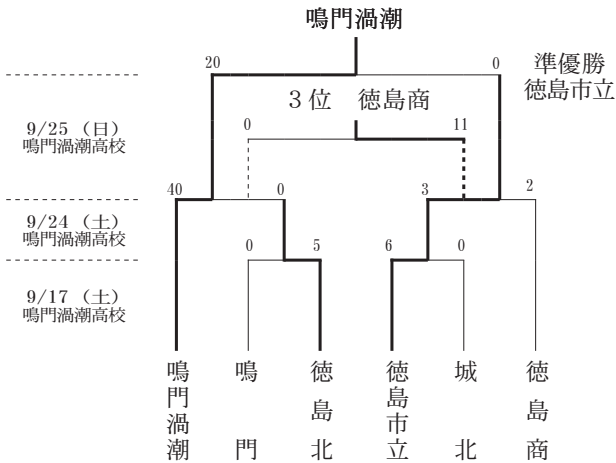 鳴門渦潮
20
0
準優勝
徳島市立
3位 徳島商
0
11
9/25（日）
鳴門渦潮高校
40
0
3
2
9/24（土）
鳴門渦潮高校
0
5
6
0
9/17（土）
鳴門渦潮高校
鳴門渦潮
鳴門
徳島北
徳島市立
城北
徳島商